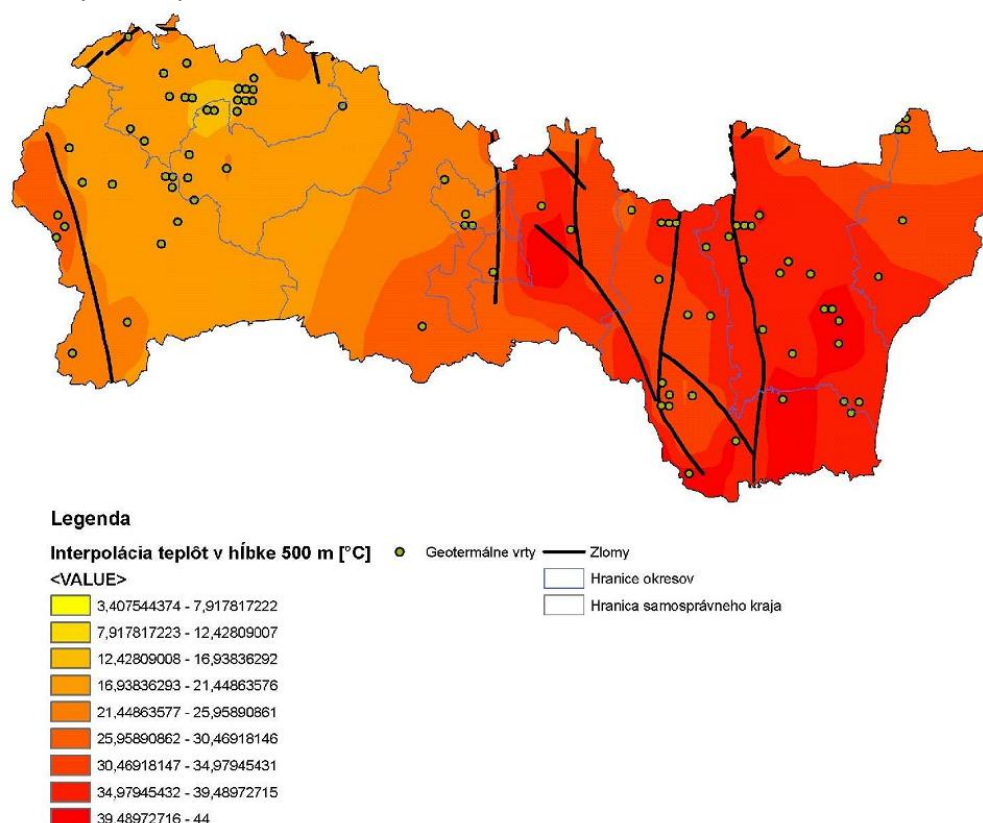 Legenda
Interpolácia teplôt v hĺbke 500 m [°C]
<VALUE>
3,407544374 - 7,917817222
7,917817223 - 12,42809007
12,42809008 - 16,93836292
16,93836293 - 21,44863576
21,44863577 - 25,95890861
25,95890862 - 30,46918146
30,46918147 - 34,97945431
34,97945432 - 39,48972715
39,48972716 - 44
Geotermálne vrty
Zlomy
Hranice okresov
Hranica samosprávneho kraja